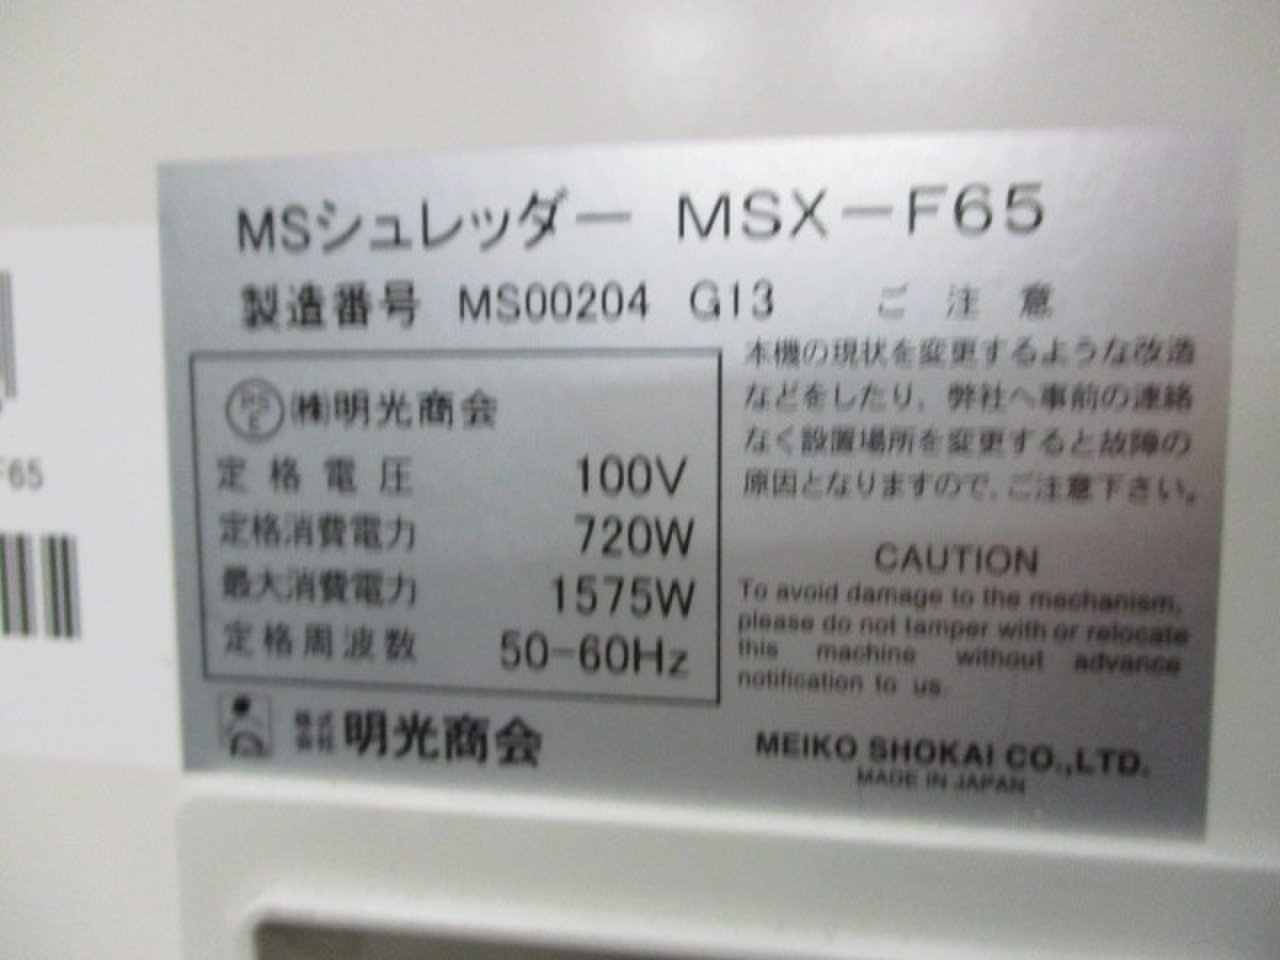 MSシュレッダー MSX-F65
製造番号 MS00204 G13
PS E ㈱明光商会
定格電圧 100V
定格消費電力 720W
最大消費電力 1575W
定格周波数 50-60Hz
株式会社 明光商会
ご注意
本機の現状を変更するような改造
などをしたり、弊社へ事前の連絡
なく設置場所を変更すると故障の
原因となりますので、ご注意下さい。
CAUTION
To avoid damage to the mechanism,
please do not tamper with or relocate
this machine without advance
notification to us.
MEIKO SHOKAI CO.,LTD.
MADE IN JAPAN
F65